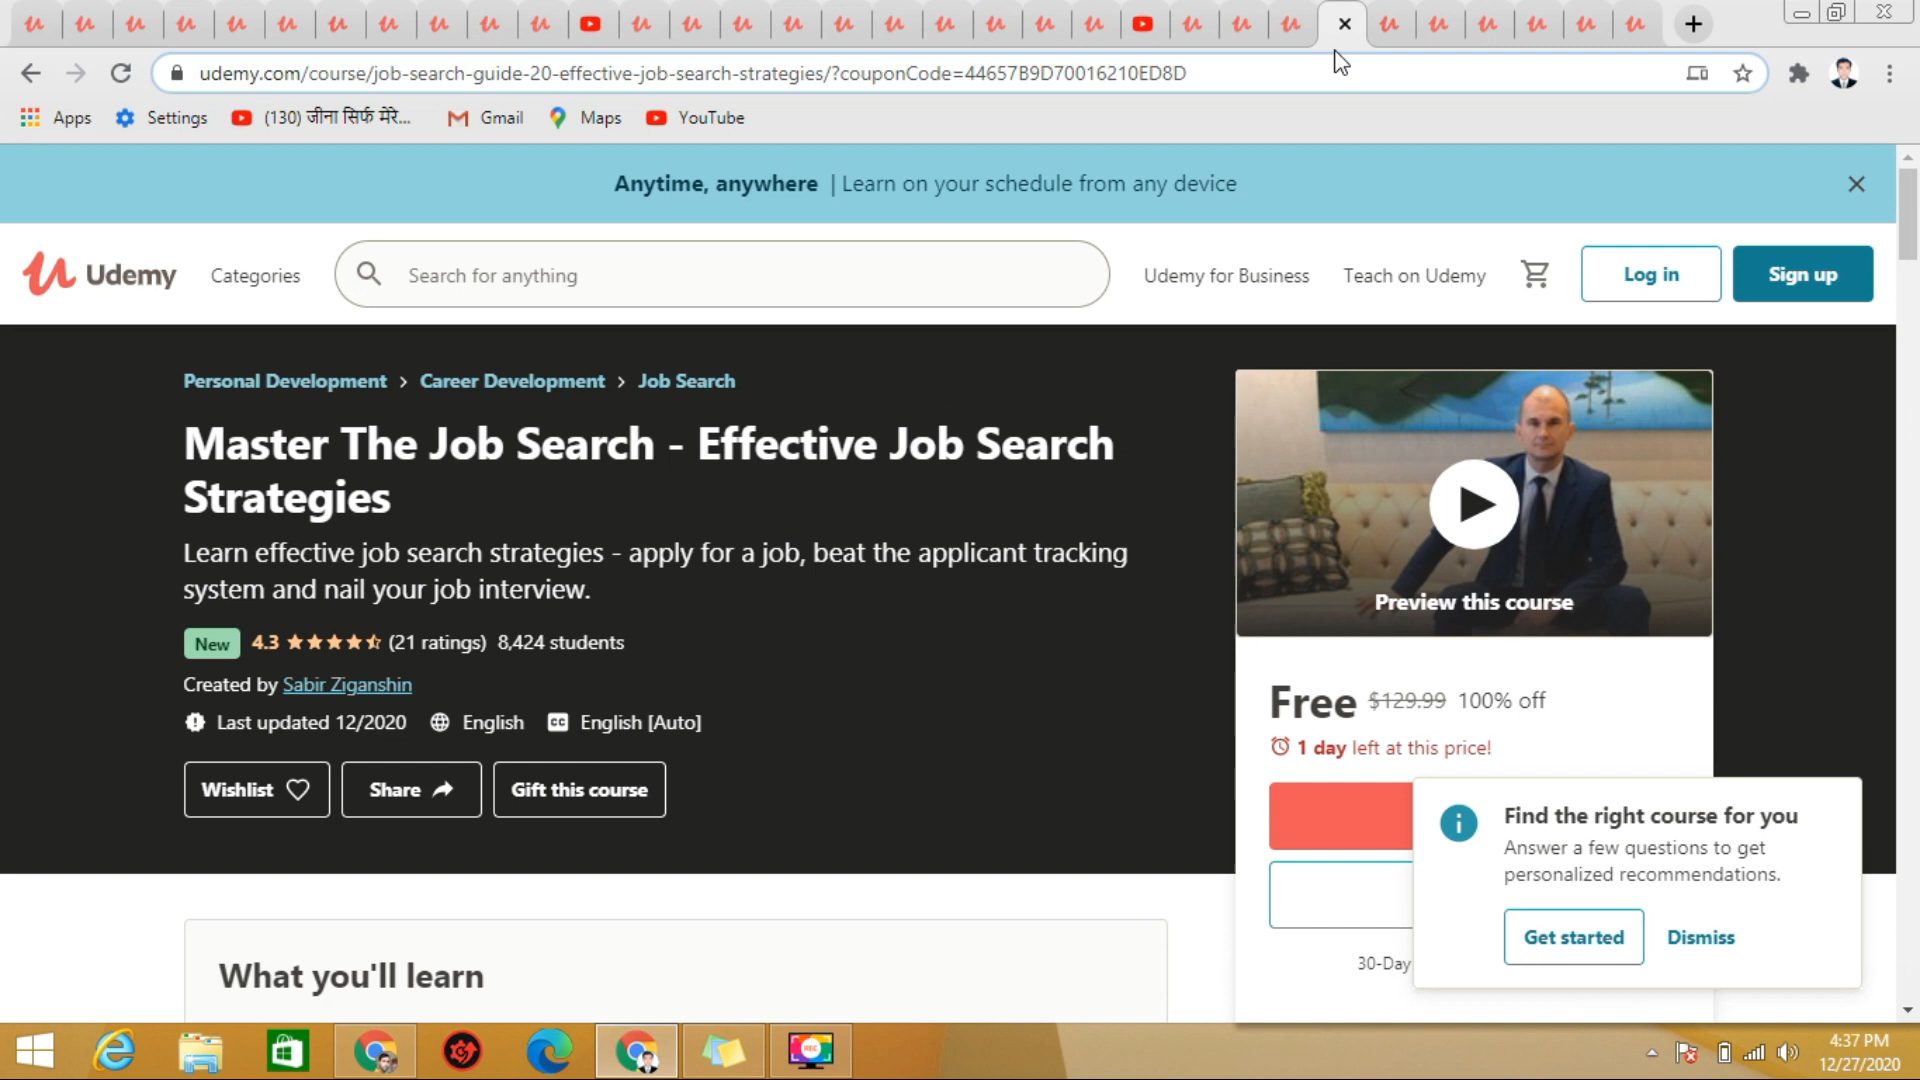 udemy.com/course/job-search-guide-20-effective-job-search-strategies/?couponCode=44657B9D70016210ED8D
Apps Settings (130) जीना सिर्फ मेरे... Gmail Maps YouTube
Anytime, anywhere | Learn on your schedule from any device
Udemy Categories Search for anything Udemy for Business Teach on Udemy Log in Sign up
Personal Development > Career Development > Job Search
Master The Job Search - Effective Job Search
Strategies
Learn effective job search strategies - apply for a job, beat the applicant tracking
system and nail your job interview.
New 4.3 (21 ratings) 8,424 students
Created by Sabir Ziganshin
Last updated 12/2020 English CC English [Auto]
Wishlist Share Gift this course
What you'll learn
Preview this course
Free $129.99 100% off
1 day left at this price!
30-Day
Find the right course for you
Answer a few questions to get
personalized recommendations.
Get started Dismiss
REC
4:37 PM
12/27/2020